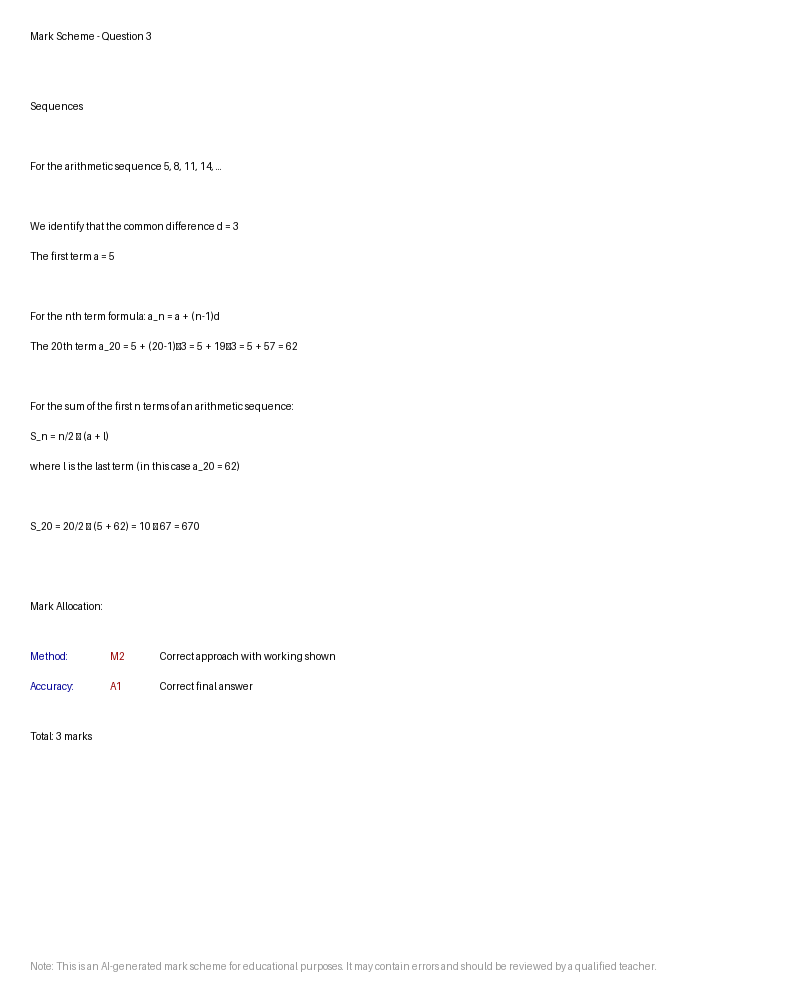 Mark Scheme - Question 3
Sequences
For the arithmetic sequence 5, 8, 11, 14, ...
We identify that the common difference d = 3
The first term a = 5
For the nth term formula: a_n = a + (n-1)d
The 20th term a_20 = 5 + (20-1)☒3 = 5 + 19☒3 = 5 + 57 = 62
For the sum of the first n terms of an arithmetic sequence:
S_n = n/2 ☒ (a + l)
where l is the last term (in this case a_20 = 62)
S_20 = 20/2 ☒ (5 + 62) = 10 ☒ 67 = 670
Mark Allocation:
Method: M2 Correct approach with working shown
Accuracy: A1 Correct final answer
Total: 3 marks
Note: This is an AI-generated mark scheme for educational purposes. It may contain errors and should be reviewed by a qualified teacher.